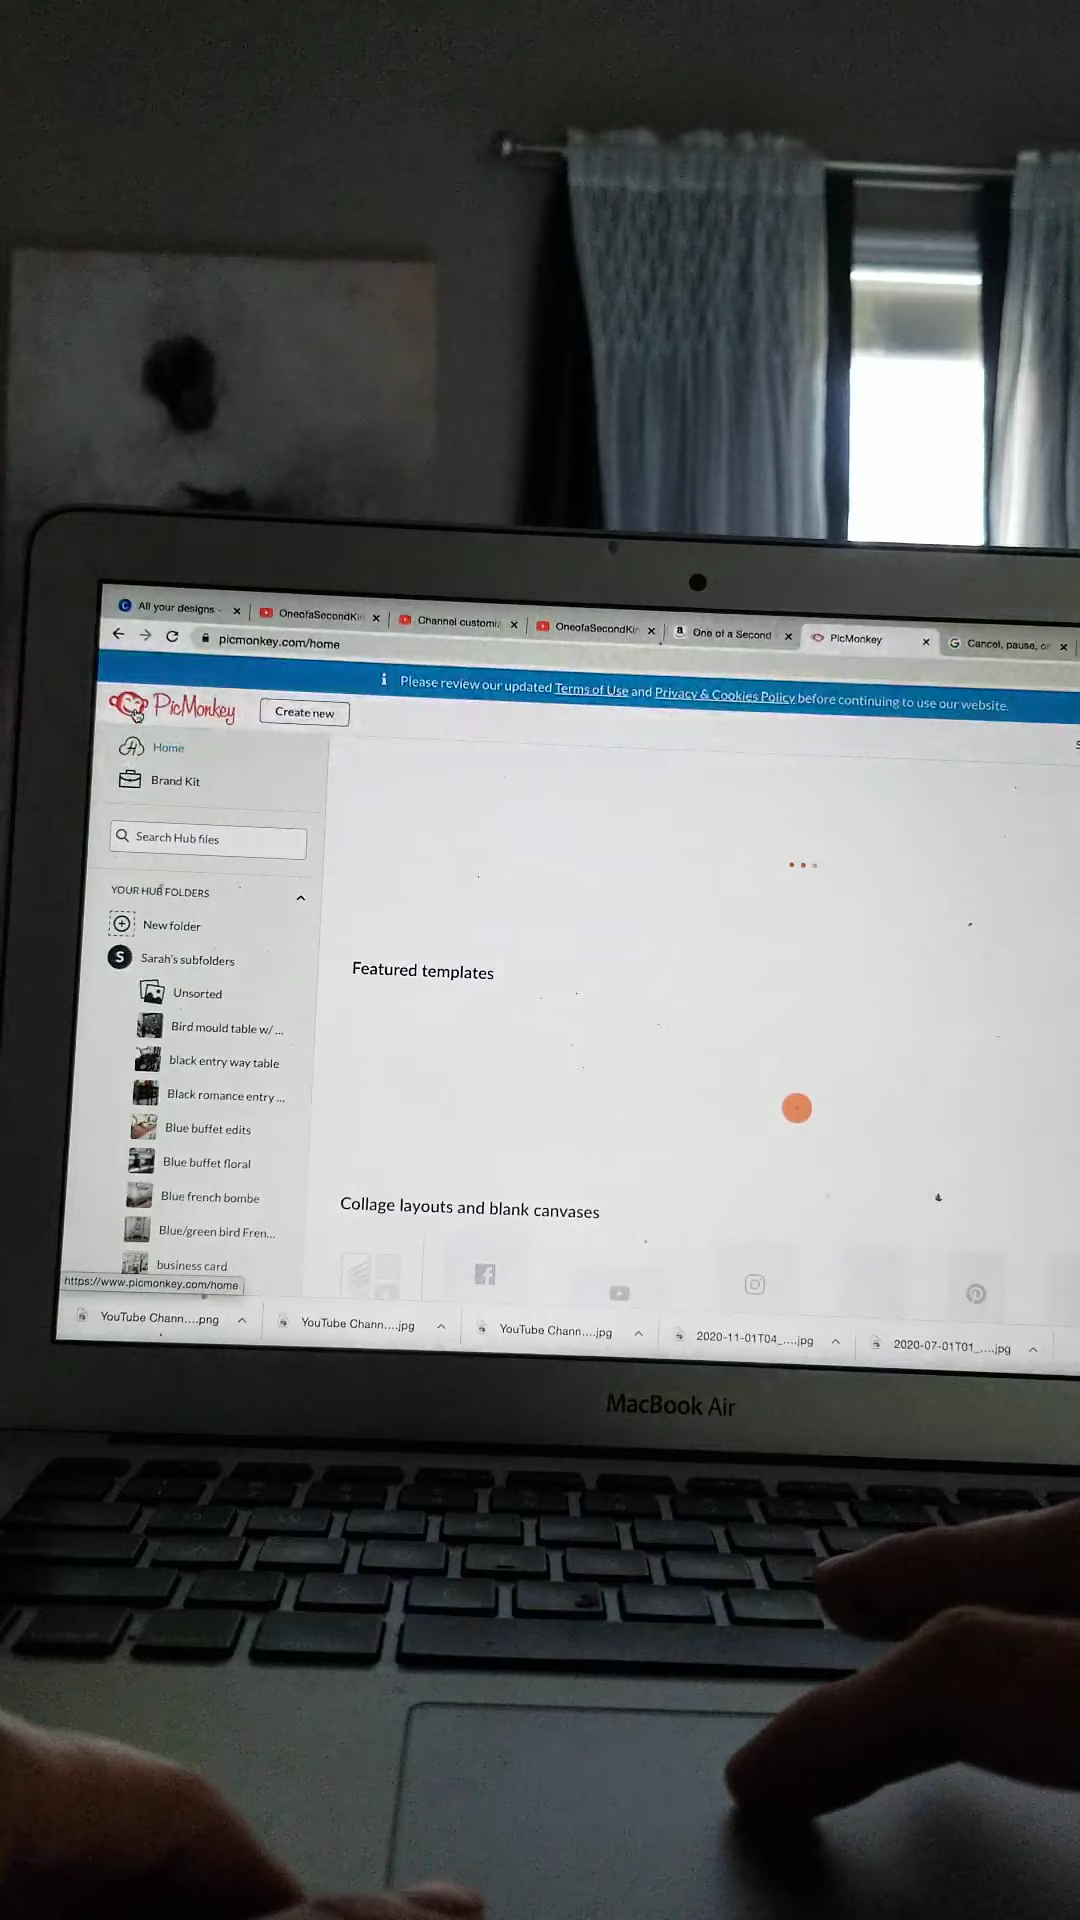 All your designs -
OneofaSecondKin
Channel customiz
OneofaSecondKin
One of a Second
PicMonkey
Cancel, pause, or
picmonkey.com/home
Please review our updated Terms of Use and Privacy & Cookies Policy before continuing to use our website.
PicMonkey
Create new
Home
Brand Kit
Search Hub files
YOUR HUB FOLDERS
New folder
S
Sarah's subfolders
Unsorted
Bird mould table w/ ...
black entry way table
Black romance entry ...
Blue buffet edits
Blue buffet floral
Blue french bombe
Blue/green bird Fren...
business card
Featured templates
Collage layouts and blank canvases
https://www.picmonkey.com/home
YouTube Chann....png
YouTube Chann....jpg
YouTube Chann....jpg
2020-11-01T04_....jpg
2020-07-01T01_....jpg
MacBook Air